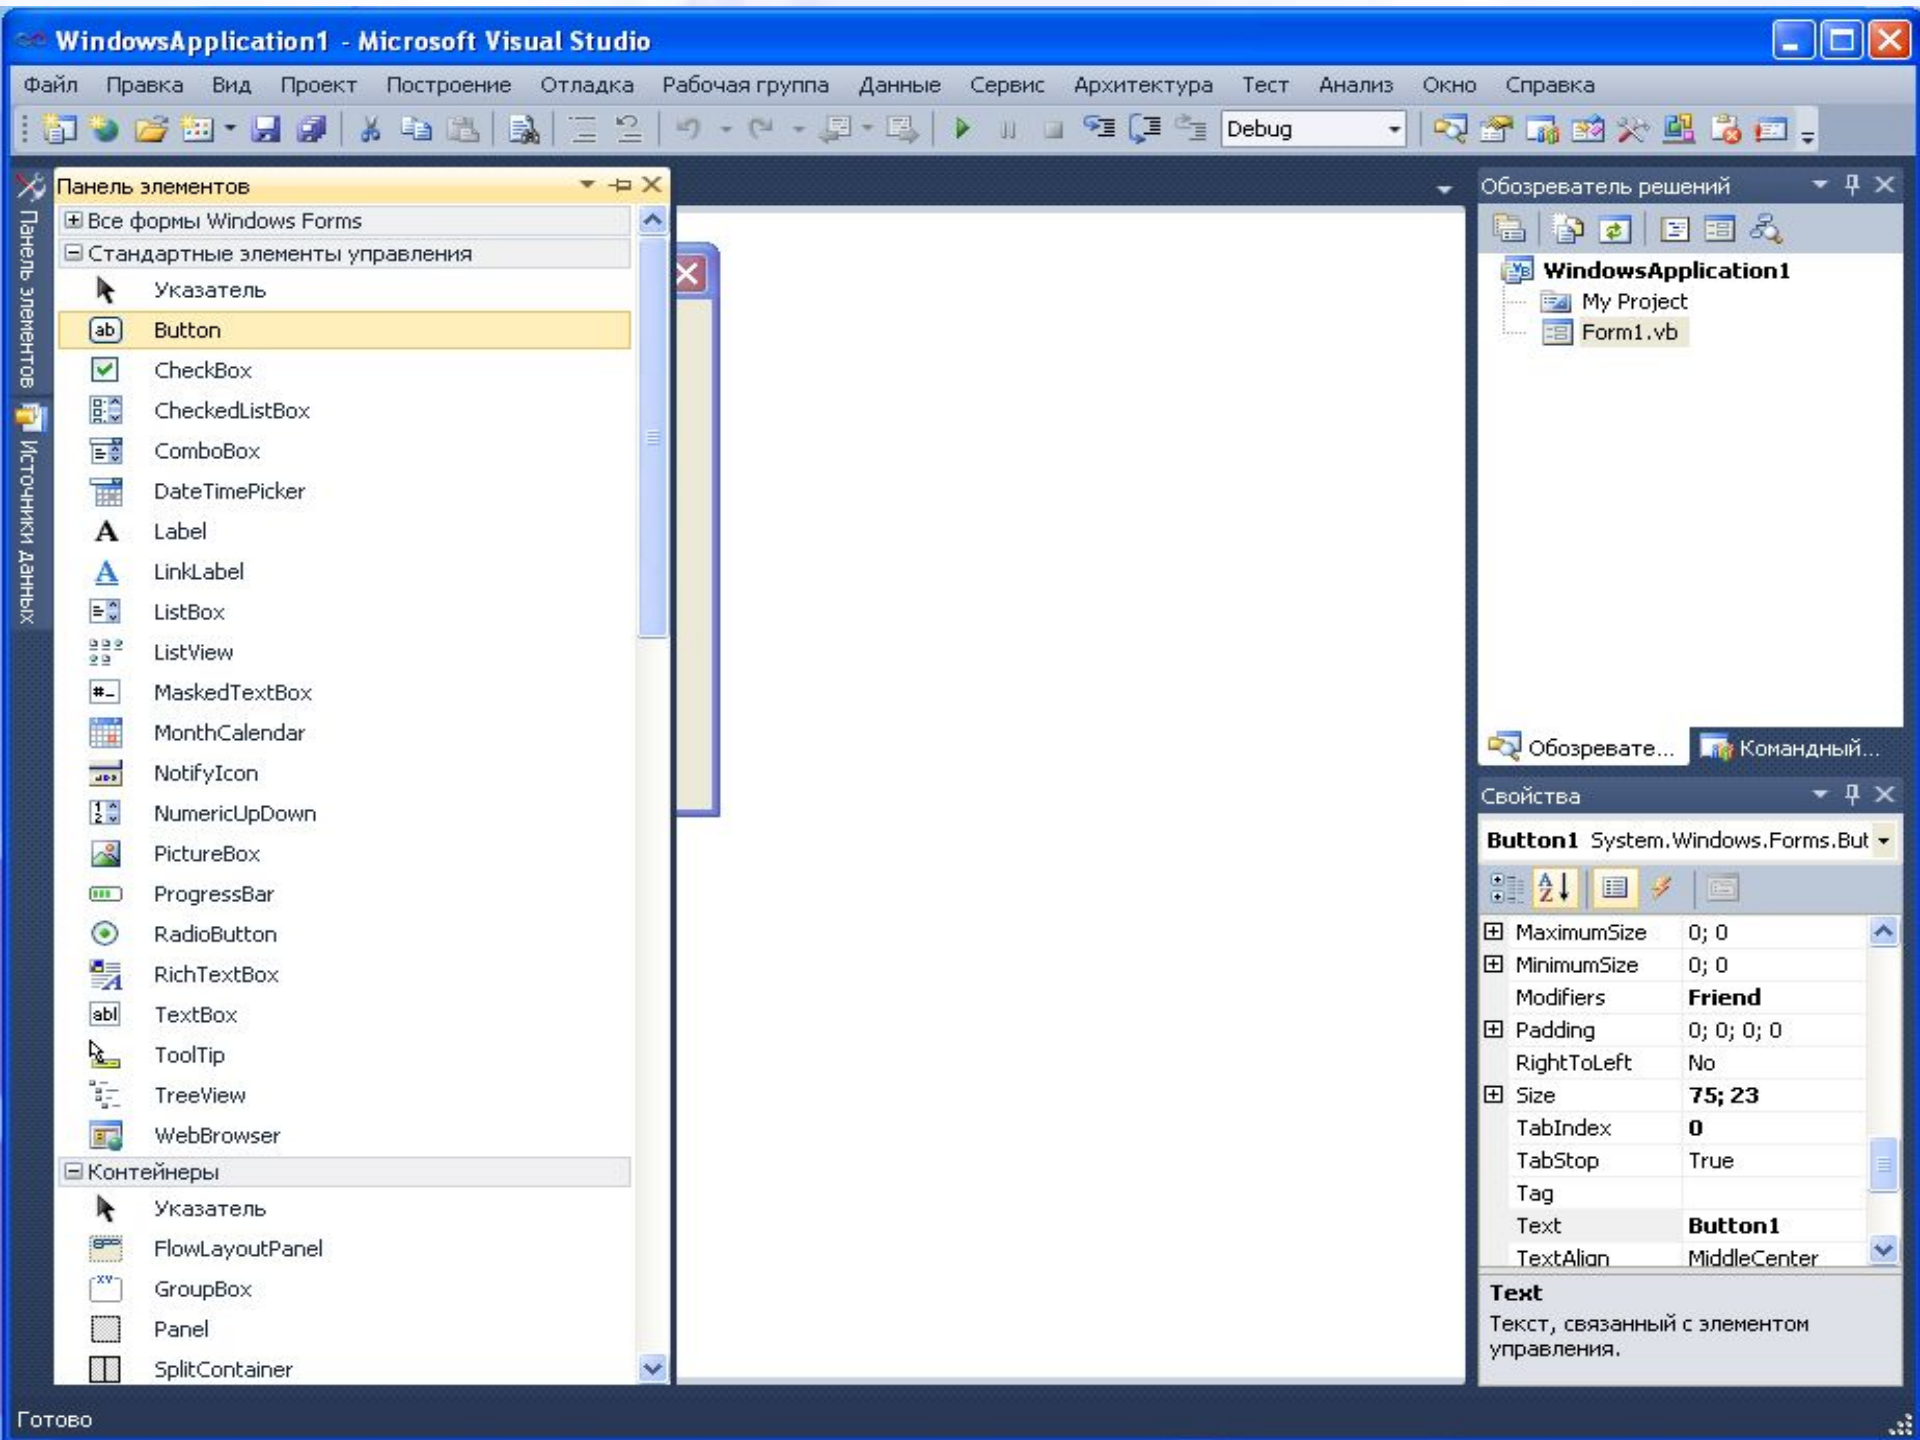 WindowsApplication1 - Microsoft Visual Studio
Файл Правка Вид Проект Построение Отладка Рабочая группа Данные Сервис Архитектура Тест Анализ Окно Справка
Debug
Панель элементов
Источники данных
Панель элементов
Все формы Windows Forms
Стандартные элементы управления
Указатель
Button
CheckBox
CheckedListBox
ComboBox
DateTimePicker
Label
LinkLabel
ListBox
ListView
MaskedTextBox
MonthCalendar
NotifyIcon
NumericUpDown
PictureBox
ProgressBar
RadioButton
RichTextBox
TextBox
ToolTip
TreeView
WebBrowser
Контейнеры
Указатель
FlowLayoutPanel
GroupBox
Panel
SplitContainer
Обозреватель решений
WindowsApplication1
My Project
Form1.vb
Обозревате... Командный...
Свойства
Button1 System.Windows.Forms.But
MaximumSize 0; 0
MinimumSize 0; 0
Modifiers Friend
Padding 0; 0; 0; 0
RightToLeft No
Size 75; 23
TabIndex 0
TabStop True
Tag
Text Button1
TextAlign MiddleCenter
Text
Текст, связанный с элементом
управления.
Готово